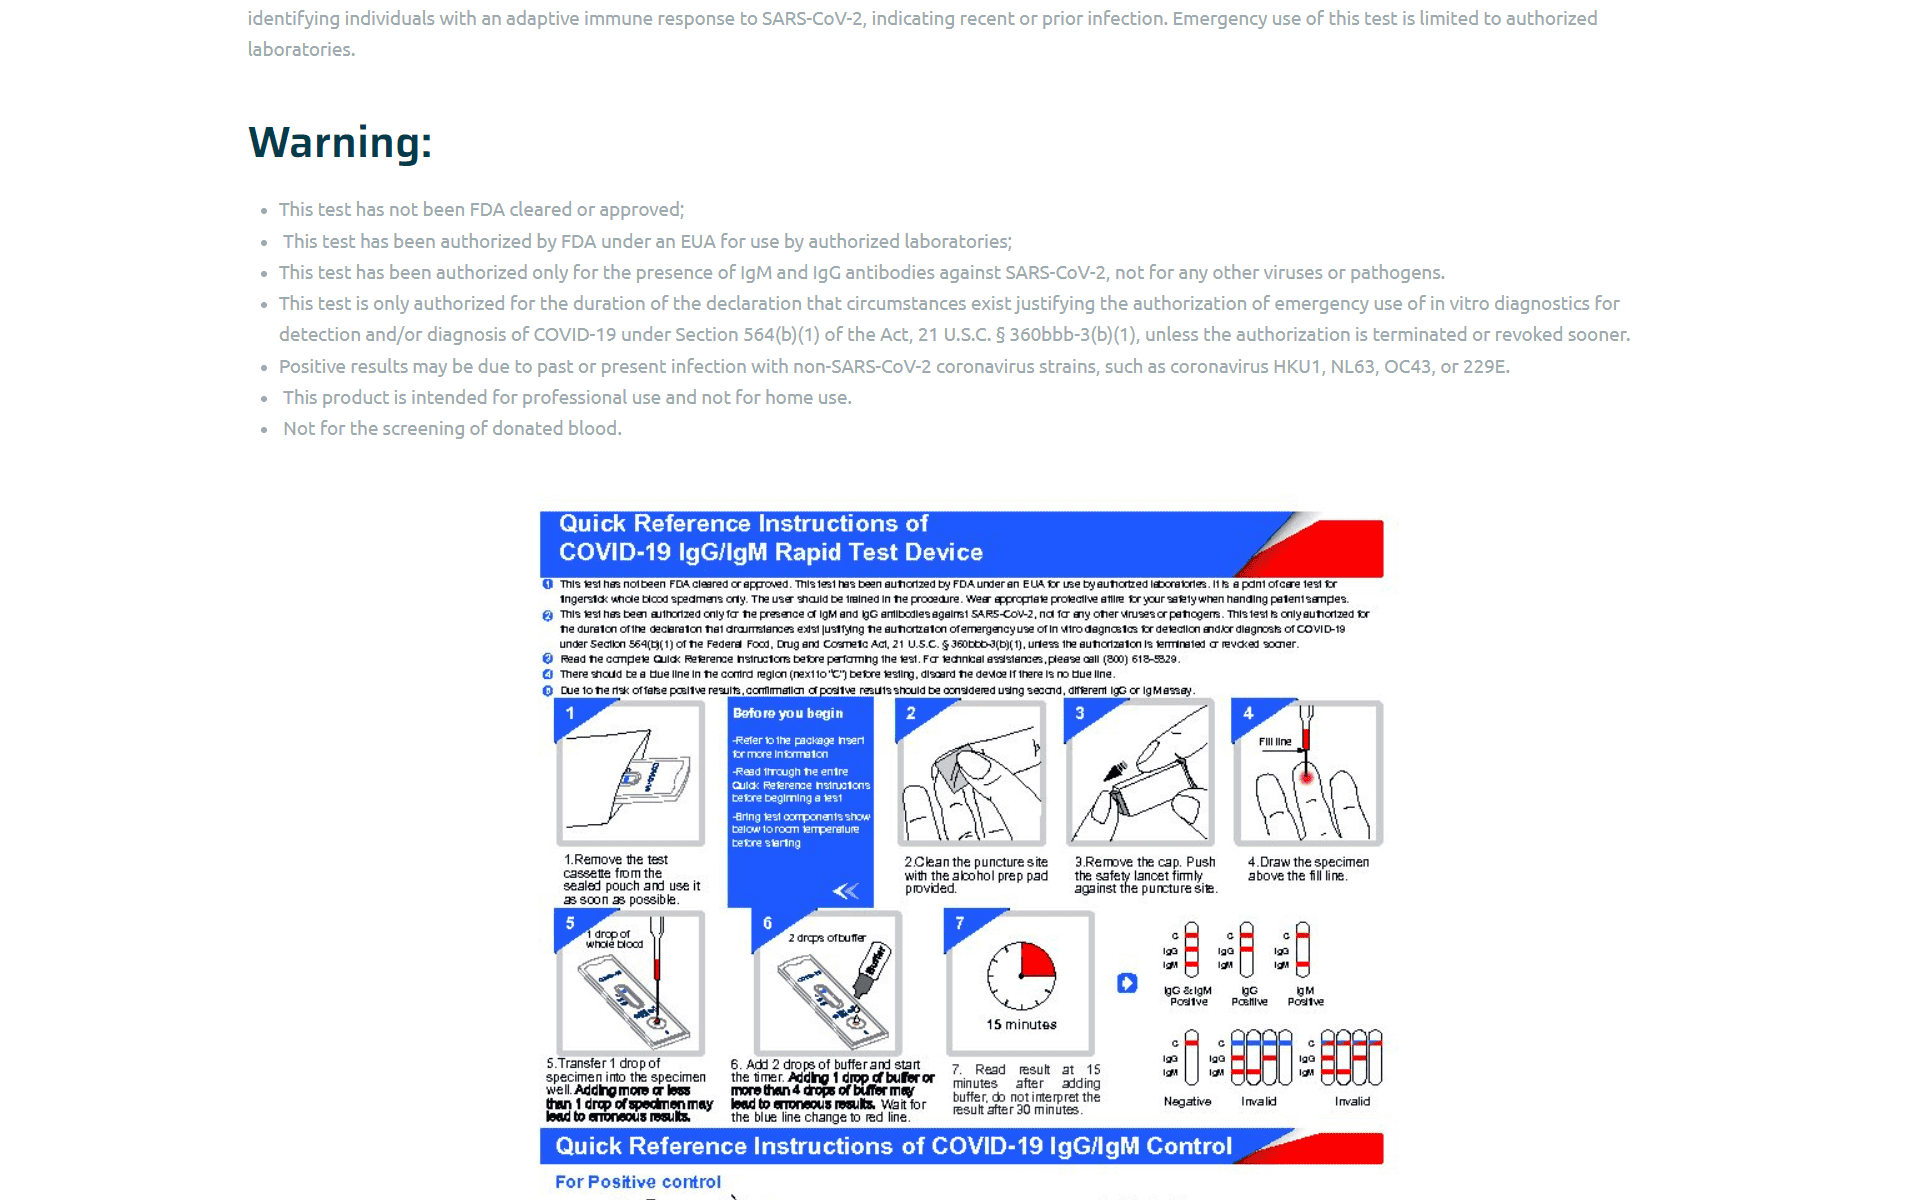 identifying individuals with an adaptive immune response to SARS-CoV-2, indicating recent or prior infection. Emergency use of this test is limited to authorized
laboratories.
Warning:
• This test has not been FDA cleared or approved;
• This test has been authorized by FDA under an EUA for use by authorized laboratories;
• This test has been authorized only for the presence of IgM and IgG antibodies against SARS-CoV-2, not for any other viruses or pathogens.
• This test is only authorized for the duration of the declaration that circumstances exist justifying the authorization of emergency use of in vitro diagnostics for
detection and/or diagnosis of COVID-19 under Section 564(b)(1) of the Act, 21 U.S.C. § 360bbb-3(b)(1), unless the authorization is terminated or revoked sooner.
• Positive results may be due to past or present infection with non-SARS-CoV-2 coronavirus strains, such as coronavirus HKU1, NL63, OC43, or 229E.
• This product is intended for professional use and not for home use.
• Not for the screening of donated blood.
Quick Reference Instructions of
COVID-19 IgG/IgM Rapid Test Device
1 This test has not been FDA cleared or approved. This test has been authorized by FDA under an EUA for use by authorized laboratories. It is a point of care test for
fingerstick whole blood specimens only. The user should be trained in the procedure. Wear appropriate protective attire for your safety when handling patient samples.
2 This test has been authorized only for the presence of IgM and IgG antibodies against SARS-CoV-2, not for any other viruses or pathogens. This test is only authorized for
the duration of the declaration that circumstances exist justifying the authorization of emergency use of in vitro diagnostics for detection and/or diagnosis of COVID-19
under Section 564(b)(1) of the Federal Food, Drug and Cosmetic Act, 21 U.S.C. § 360bbb-3(b)(1), unless the authorization is terminated or revoked sooner.
3 Read the complete Quick Reference Instructions before performing the test. For technical assistances, please call (800) 618-5829.
4 There should be a blue line in the control region (next to "C") before testing, discard the device if there is no blue line.
5 Due to the risk of false positive results, confirmation of positive results should be considered using second, different IgG or IgM assay.
1
1.Remove the test
cassette from the
sealed pouch and use it
as soon as possible.
Before you begin
-Refer to the package insert
for more information
-Read through the entire
Quick Reference Instructions
before beginning a test
-Bring test components show
below to room temperature
before starting
2
2.Clean the puncture site
with the alcohol prep pad
provided.
3
3.Remove the cap. Push
the safety lancet firmly
against the puncture site.
4
Fill line
4.Draw the specimen
above the fill line.
5
1 drop of
whole blood
5.Transfer 1 drop of
specimen into the specimen
well. Adding more or less
than 1 drop of specimen may
lead to erroneous results.
6
2 drops of buffer
Buffer
6. Add 2 drops of buffer and start
the timer. Adding 1 drop of buffer or
more than 4 drops of buffer may
lead to erroneous results. Wait for
the blue line change to red line.
7
15 minutes
7. Read result at 15
minutes after adding
buffer, do not interpret the
result after 30 minutes.
C C C
IgG IgG IgG
IgM IgM IgM
IgG & IgM IgG IgM
Positive Positive Positive
C C C
IgG IgG IgG
IgM IgM IgM
Negative Invalid Invalid
Quick Reference Instructions of COVID-19 IgG/IgM Control
For Positive control